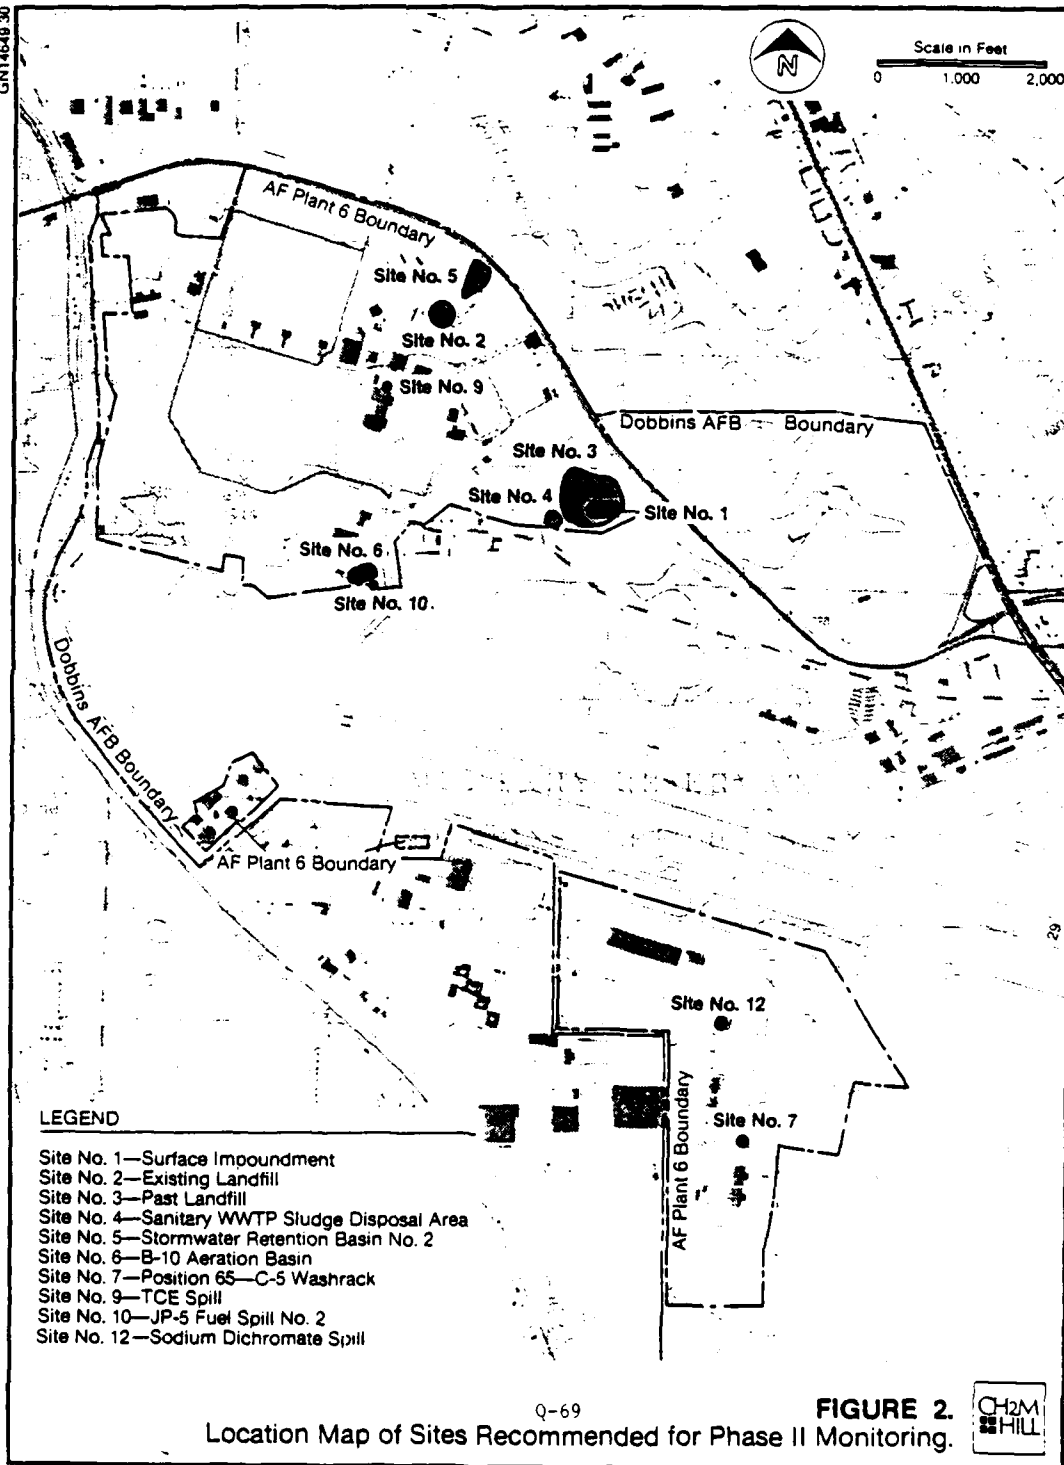 GN14649.30
N
Scale in Feet
0 1,000 2,000
AF Plant 6 Boundary
Site No. 5
Site No. 2
Site No. 9
Dobbins AFB Boundary
Site No. 3
Site No. 4
Site No. 1
Site No. 6
Site No. 10.
Dobbins AFB Boundary
AF Plant 6 Boundary
29
Site No. 12
AF Plant 6 Boundary
Site No. 7
LEGEND
Site No. 1—Surface Impoundment
Site No. 2—Existing Landfill
Site No. 3—Past Landfill
Site No. 4—Sanitary WWTP Sludge Disposal Area
Site No. 5—Stormwater Retention Basin No. 2
Site No. 6—B-10 Aeration Basin
Site No. 7—Position 65—C-5 Washrack
Site No. 9—TCE Spill
Site No. 10—JP-5 Fuel Spill No. 2
Site No. 12—Sodium Dichromate Spill
Q-69
FIGURE 2.
Location Map of Sites Recommended for Phase II Monitoring.
CH2M
HILL